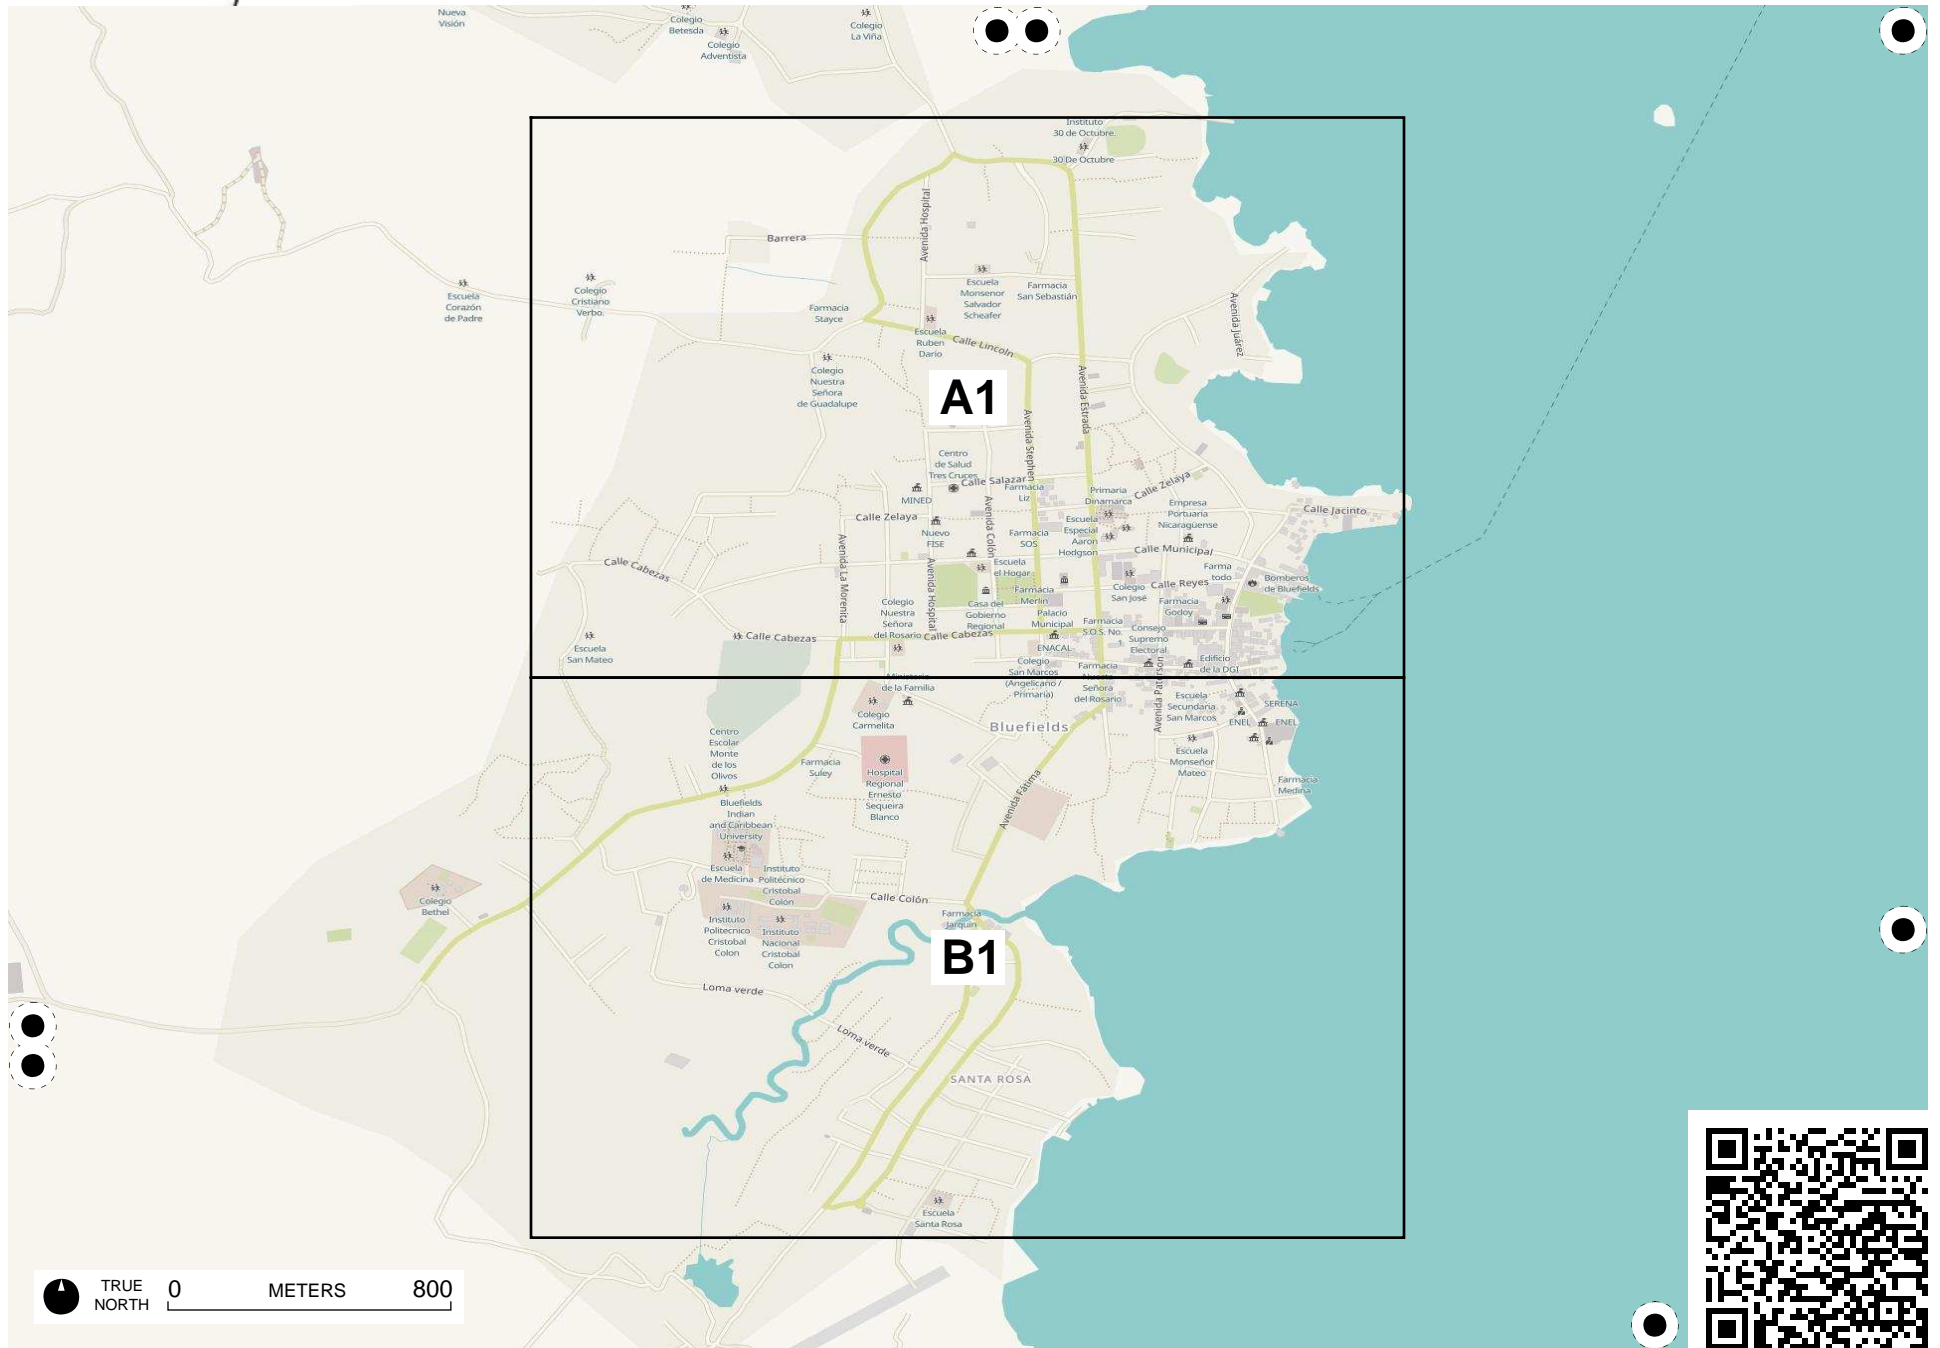 Nueva
Visión
Colegio
Betesda
Colegio
Adventista
Colegio
La Viña
Instituto
30 de Octubre.
30 De Octubre
Avenida Hospital
Barrera
Escuela
Corazón
de Padre
Colegio
Cristiano
Verbo.
Escuela
Monsenor
Salvador
Scheafer
Farmacia
San Sebastián
Farmacia
Stayce
Escuela
Ruben
Dario
Calle Lincoln
Avenida Juárez
Colegio
Nuestra
Señora
de Guadalupe
A1
Avenida Estrada
Avenida Stephen
Centro
de Salud
Tres Cruces
Calle Salazar
MINED
Farmacia
Liz
Primaria
Dinamarca
Calle Zelaya
Empresa
Portuaria
Nicaragüense
Calle Jacinto
Calle Zelaya
Avenida Colón
Nuevo
FISE
Farmacia
SOS
Escuela
Especial
Aaron
Hodgson
Calle Municipal
Avenida La Morenita
Avenida Hospital
Escuela
el Hogar
Calle Cabezas
Farma
todo
Bomberos
de Bluefields
Colegio
San José
Calle Reyes
Farmacia
Merlin
Farmacia
Godoy
Casa del
Gobierno
Regional
Palacio
Municipal
Colegio
Nuestra
Señora
del Rosario
Calle Cabezas
Calle Cabezas
Farmacia
S.O.S. No.
1
Consejo
Supremo
Electoral
ENACAL
Escuela
San Mateo
Colegio
San Marcos
(Angelicano /
Primaria)
Farmacia
Nuestra
Señora
del Rosario
Edificio
de la DGI
Avenida Paterson
Ministerio
de la Familia
Colegio
Carmelita
Bluefields
Escuela
Secundaria
San Marcos
SERENA
ENEL
ENEL
Centro
Escolar
Monte
de los
Olivos
Farmacia
Suley
Hospital
Regional
Ernesto
Sequeira
Blanco
Escuela
Monseñor
Mateo
Farmacia
Medina
Avenida Fátima
Bluefields
Indian
and Caribbean
University
Escuela
de Medicina
Instituto
Politécnico
Cristobal
Colón
Calle Colón
Colegio
Bethel
Instituto
Politecnico
Cristobal
Colon
Instituto
Nacional
Cristobal
Colon
Farmacia
Jarquin
B1
Loma verde
Loma verde
SANTA ROSA
Escuela
Santa Rosa
TRUE
NORTH
0 METERS 800